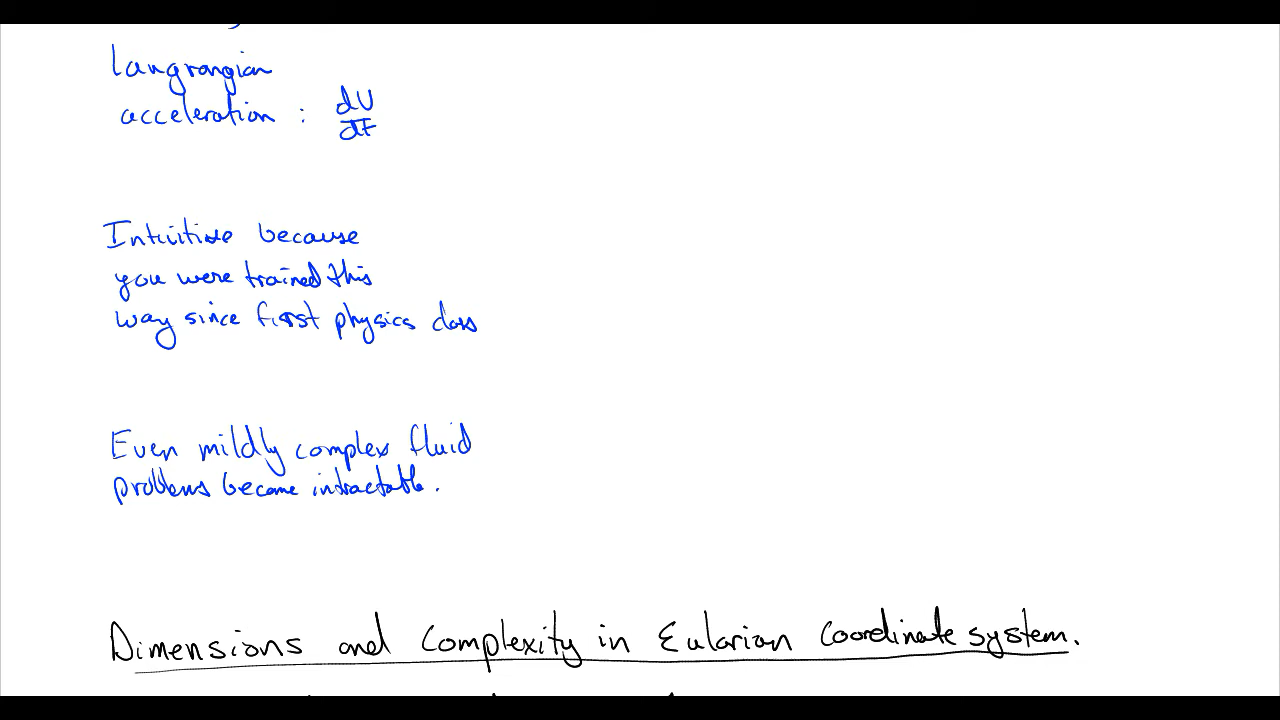 Langrangian
acceleration : dU/dt
Intuitive because
you were trained this
way since first physics class
Even mildly complex fluid
problems become intractable.
Dimensions and Complexity in Eularian Coordinate system.